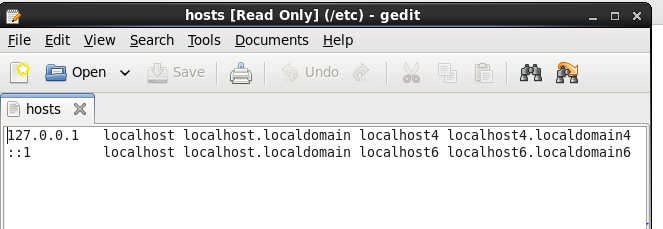 hosts [Read Only] (/etc) - gedit
File Edit View Search Tools Documents Help
Open Save Undo
hosts
127.0.0.1   localhost localhost.localdomain localhost4 localhost4.localdomain4
::1         localhost localhost.localdomain localhost6 localhost6.localdomain6